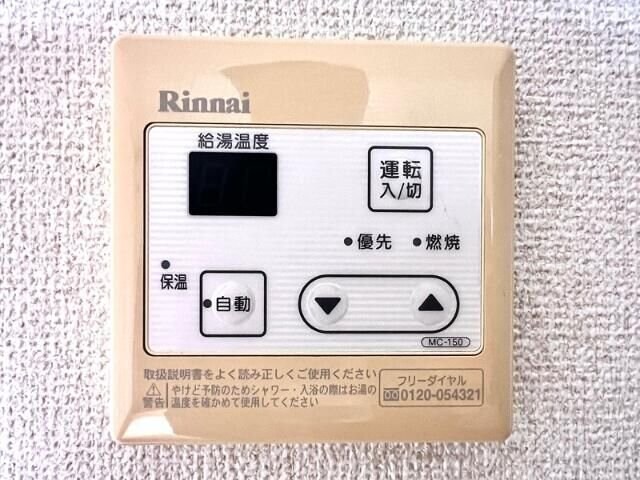 Rinnai
給湯温度
運転
入/切
優先 燃焼
保温
自動
▼ ▲
MC-150
取扱説明書をよく読み正しくご使用ください
警告 やけど予防のためシャワー・入浴の際はお湯の
温度を確かめて使用してください
フリーダイヤル
0120-054321